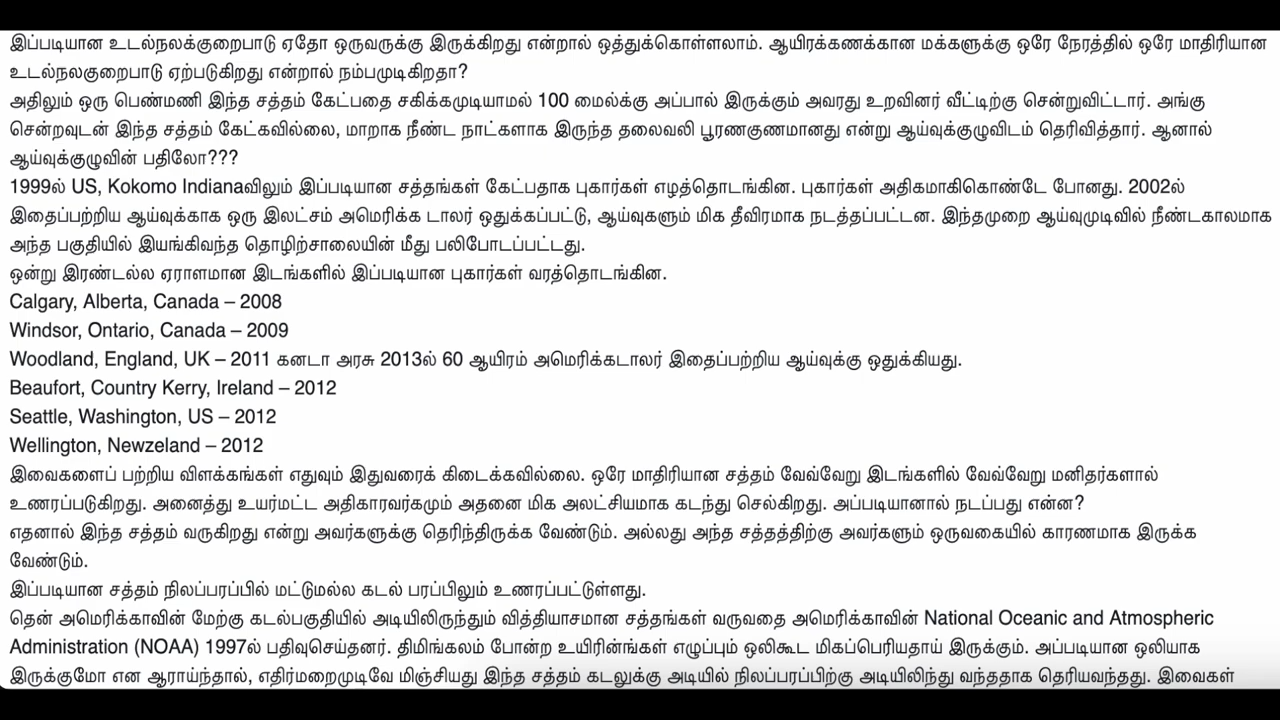 இப்படியான உடல்நலக்குறைபாடு ஏதோ ஒருவருக்கு இருக்கிறது என்றால் ஒத்துக்கொள்ளலாம். ஆயிரக்கணக்கான மக்களுக்கு ஒரே நேரத்தில் ஒரே மாதிரியான
உடல்நலகுறைபாடு ஏற்படுகிறது என்றால் நம்பமுடிகிறதா?
அதிலும் ஒரு பெண்மணி இந்த சத்தம் கேட்பதை சகிக்கமுடியாமல் 100 மைல்க்கு அப்பால் இருக்கும் அவரது உறவினர் வீட்டிற்கு சென்றுவிட்டார். அங்கு
சென்றவுடன் இந்த சத்தம் கேட்கவில்லை, மாறாக நீண்ட நாட்களாக இருந்த தலைவலி பூரணகுணமானது என்று ஆய்வுக்குழுவிடம் தெரிவித்தார். ஆனால்
ஆய்வுக்குழுவின் பதிலோ???
1999ல் US, Kokomo Indianaவிலும் இப்படியான சத்தங்கள் கேட்பதாக புகார்கள் எழத்தொடங்கின. புகார்கள் அதிகமாகிகொண்டே போனது. 2002ல்
இதைப்பற்றிய ஆய்வுக்காக ஒரு இலட்சம் அமெரிக்க டாலர் ஒதுக்கப்பட்டு, ஆய்வுகளும் மிக தீவிரமாக நடத்தப்பட்டன. இந்தமுறை ஆய்வுமுடிவில் நீண்டகாலமாக
அந்த பகுதியில் இயங்கிவந்த தொழிற்சாலையின் மீது பலிபோடப்பட்டது.
ஒன்று இரண்டல்ல ஏராளமான இடங்களில் இப்படியான புகார்கள் வரத்தொடங்கின.
Calgary, Alberta, Canada – 2008
Windsor, Ontario, Canada – 2009
Woodland, England, UK – 2011 கனடா அரசு 2013ல் 60 ஆயிரம் அமெரிக்கடாலர் இதைப்பற்றிய ஆய்வுக்கு ஒதுக்கியது.
Beaufort, Country Kerry, Ireland – 2012
Seattle, Washington, US – 2012
Wellington, Newzeland – 2012
இவைகளைப் பற்றிய விளக்கங்கள் எதுவும் இதுவரைக் கிடைக்கவில்லை. ஒரே மாதிரியான சத்தம் வேவ்வேறு இடங்களில் வேவ்வேறு மனிதர்களால்
உணரப்படுகிறது. அனைத்து உயர்மட்ட அதிகாரவர்கமும் அதனை மிக அலட்சியமாக கடந்து செல்கிறது. அப்படியானால் நடப்பது என்ன?
எதனால் இந்த சத்தம் வருகிறது என்று அவர்களுக்கு தெரிந்திருக்க வேண்டும். அல்லது அந்த சத்தத்திற்கு அவர்களும் ஒருவகையில் காரணமாக இருக்க
வேண்டும்.
இப்படியான சத்தம் நிலப்பரப்பில் மட்டுமல்ல கடல் பரப்பிலும் உணரப்பட்டுள்ளது.
தென் அமெரிக்காவின் மேற்கு கடல்பகுதியில் அடியிலிருந்தும் வித்தியாசமான சத்தங்கள் வருவதை அமெரிக்காவின் National Oceanic and Atmospheric
Administration (NOAA) 1997ல் பதிவுசெய்தனர். திமிங்கலம் போன்ற உயிரின்ங்கள் எழுப்பும் ஒலிகூட மிகப்பெரியதாய் இருக்கும். அப்படியான ஒலியாக
இருக்குமோ என ஆராய்ந்தால், எதிர்மறைமுடிவே மிஞ்சியது இந்த சத்தம் கடலுக்கு அடியில் நிலப்பரப்பிற்கு அடியிலிந்து வந்ததாக தெரியவந்தது. இவைகள்